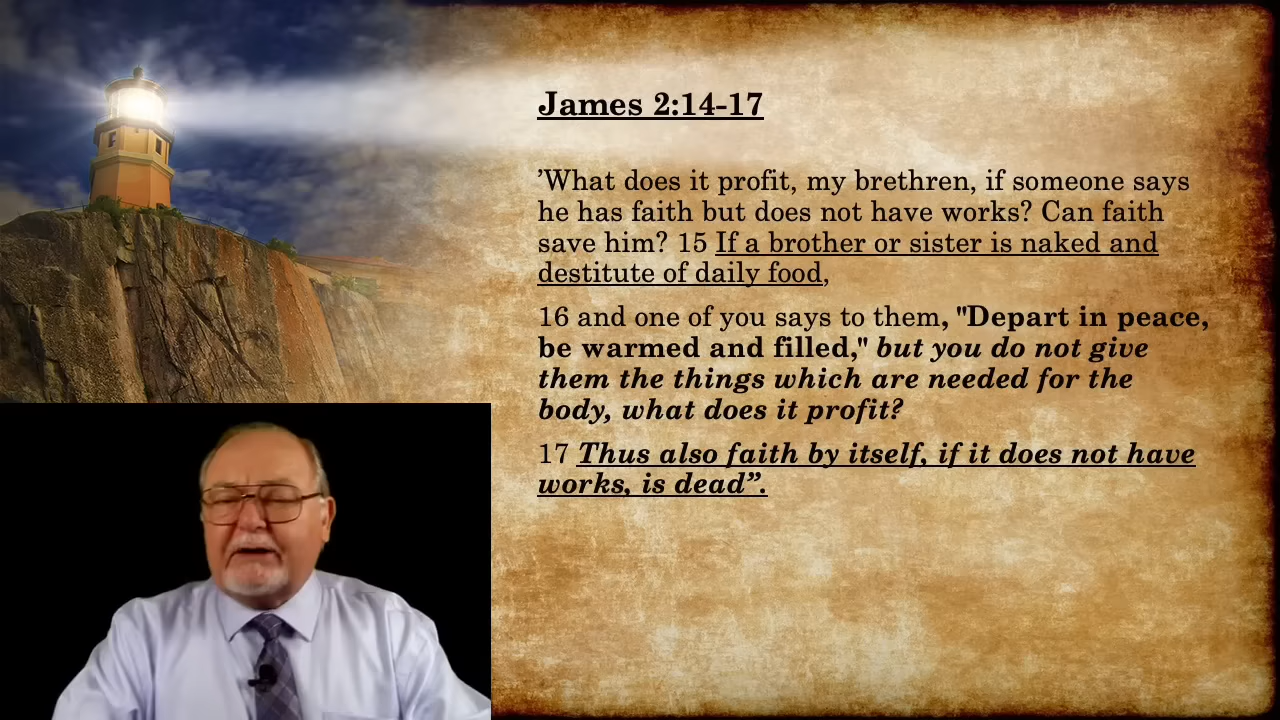 James 2:14-17
’What does it profit, my brethren, if someone says
he has faith but does not have works? Can faith
save him? 15 If a brother or sister is naked and
destitute of daily food,
16 and one of you says to them, "Depart in peace,
be warmed and filled," but you do not give
them the things which are needed for the
body, what does it profit?
17 Thus also faith by itself, if it does not have
works, is dead”.